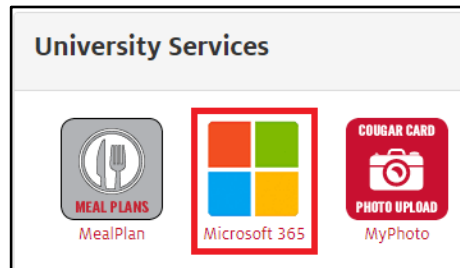 University Services
MEAL PLANS
COUGAR CARD
PHOTO UPLOAD
MealPlan
Microsoft 365
MyPhoto